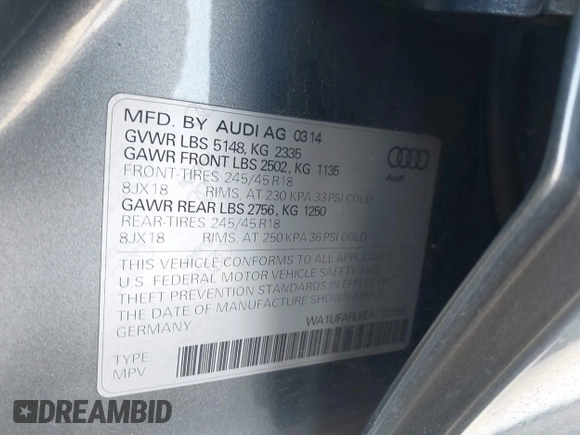 MFD. BY AUDI AG 03 14
GVWR LBS 5148, KG 2335
GAWR FRONT LBS 2502, KG 1135
FRONT-TIRES 245/45 R18
8JX18 RIMS, AT 230 KPA 33 PSI COLD
GAWR REAR LBS 2756, KG 1250
REAR-TIRES 245/45 R18
8JX18 RIMS, AT 250 KPA 36 PSI COLD
Audi
THIS VEHICLE CONFORMS TO ALL APPLICABLE
U.S. FEDERAL MOTOR VEHICLE SAFETY AND
THEFT PREVENTION STANDARDS IN EFFECT ON
THE DATE OF MANUFACTURE SHOWN ABOVE.
GERMANY
TYPE
MPV
DREAMBID